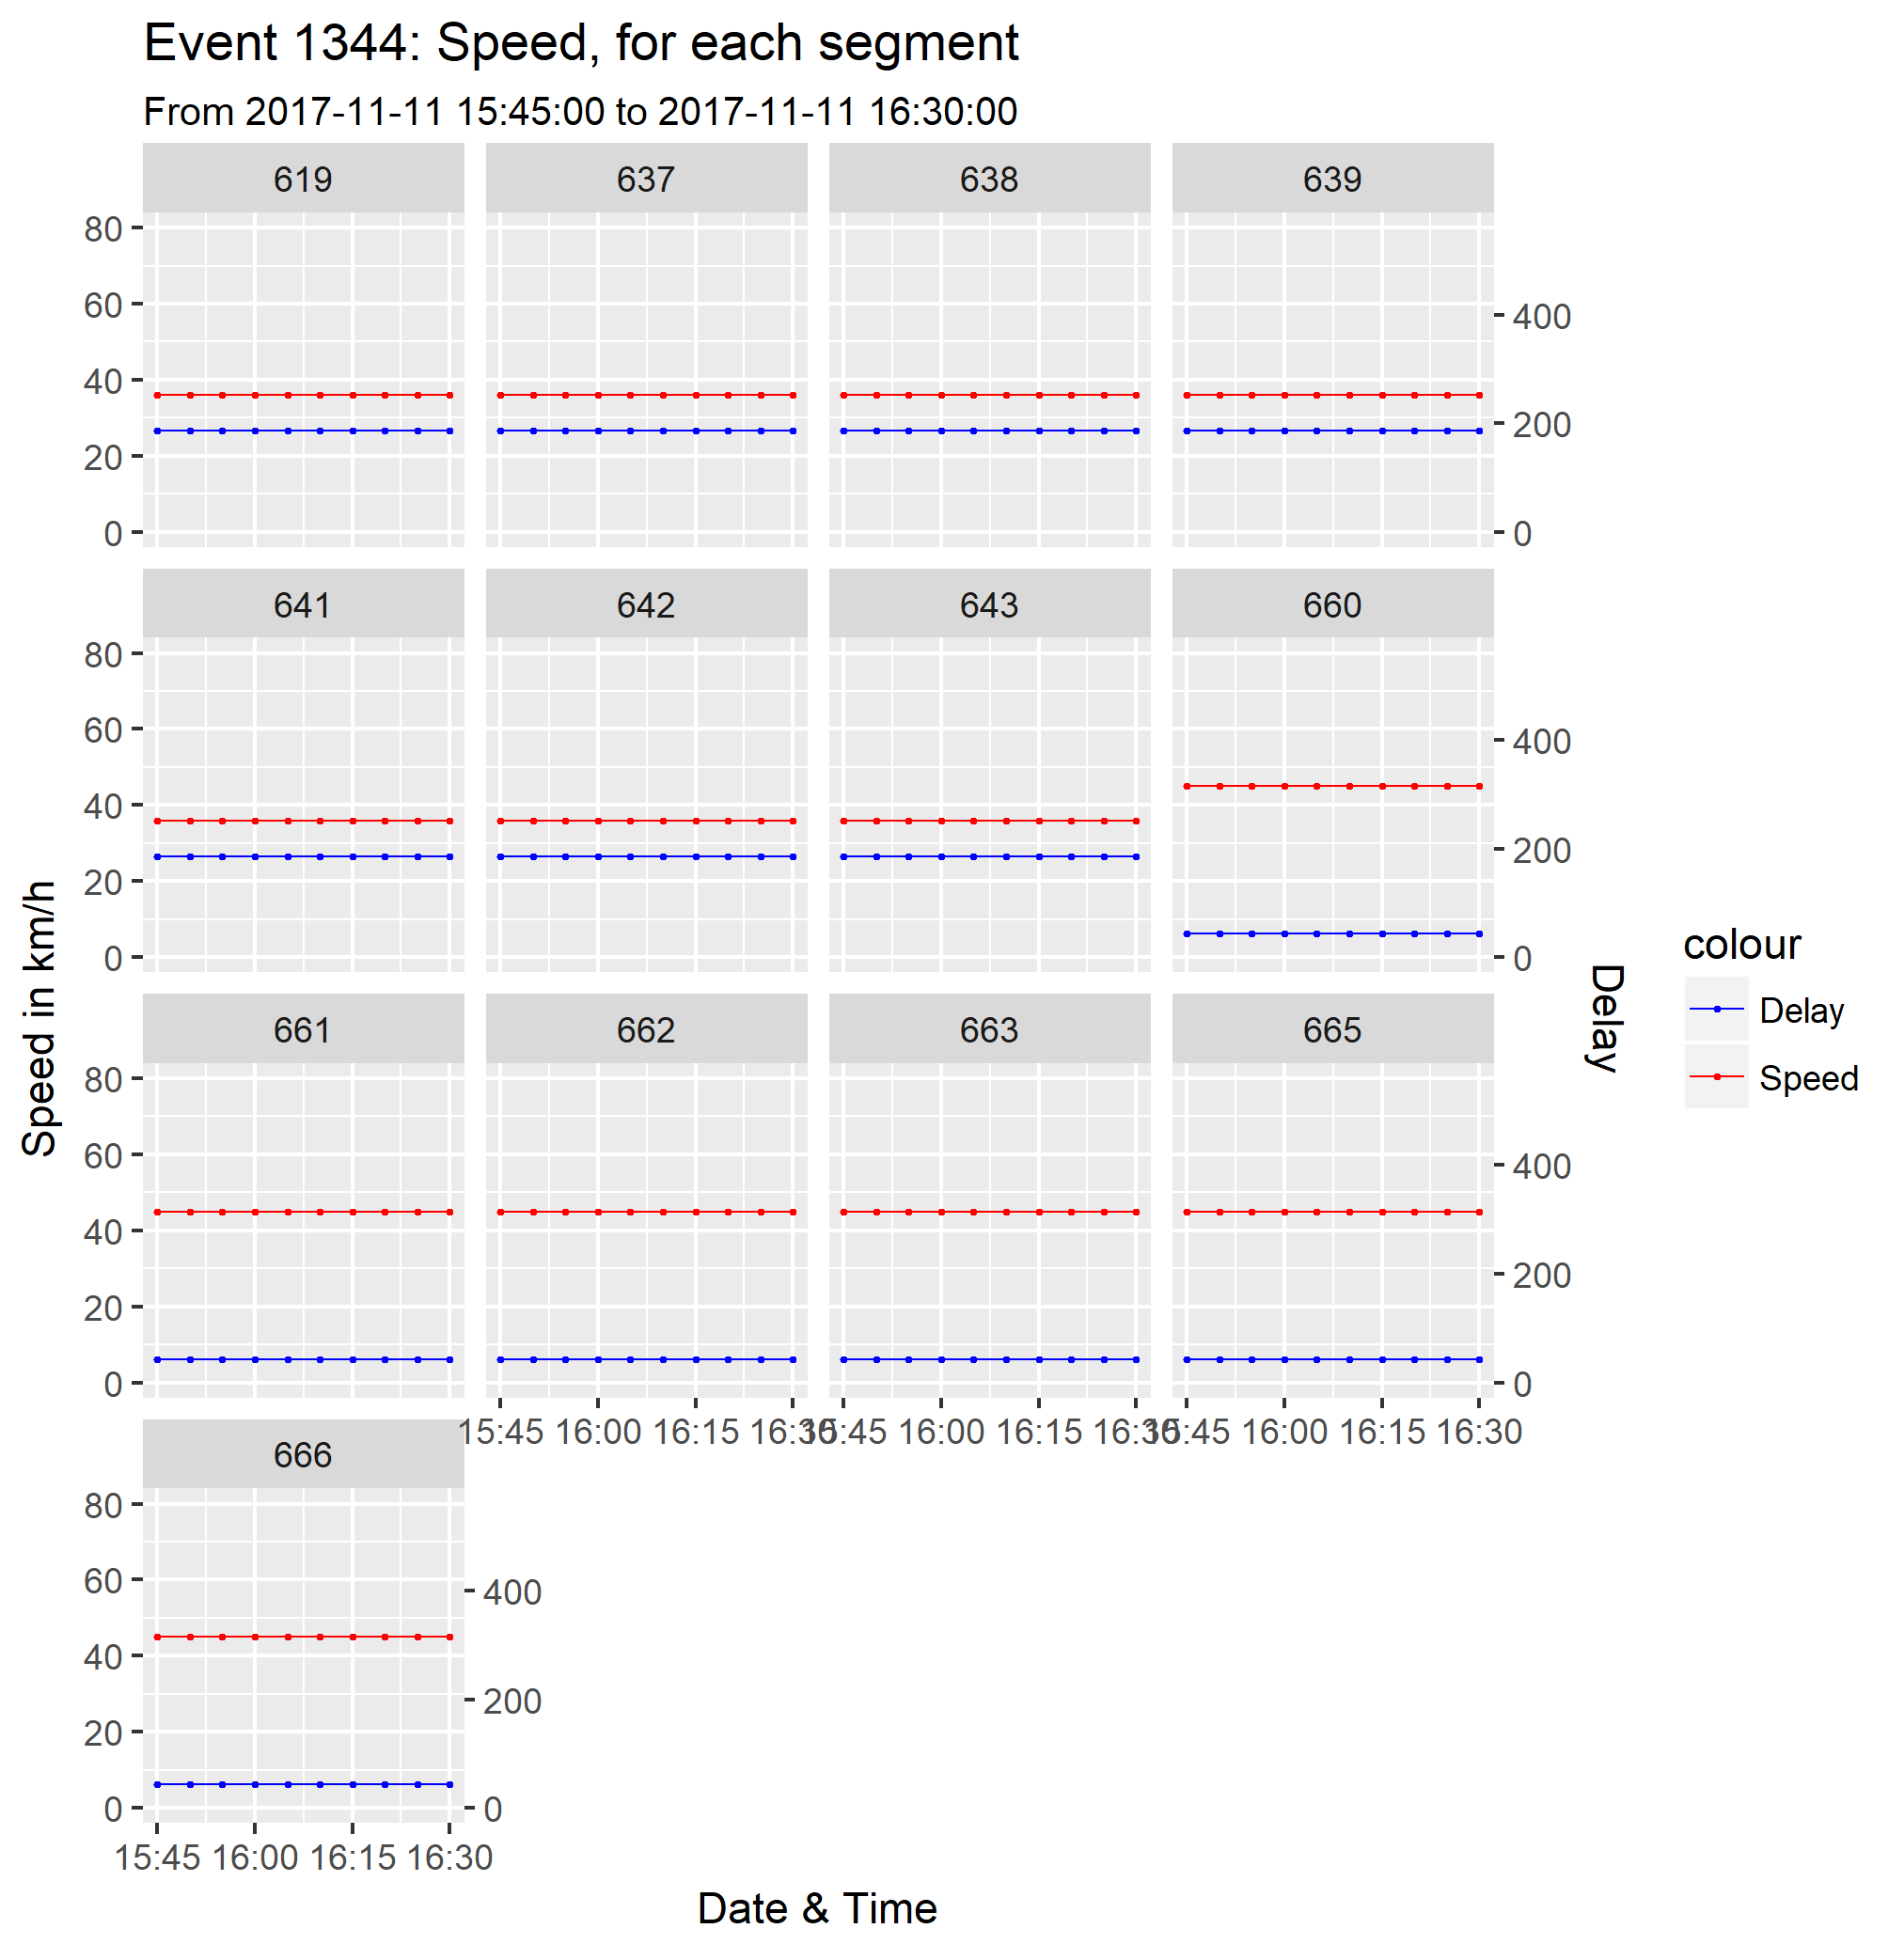 Event 1344: Speed, for each segment
From 2017-11-11 15:45:00 to 2017-11-11 16:30:00
619 637 638 639
80
60
40
20
0
400
200
0
641 642 643 660
80
60
40
20
0
400
200
0
661 662 663 665
80
60
40
20
0
400
200
0
15:45 16:00 16:15 16:30 15:45 16:00 16:15 16:30 15:45 16:00 16:15 16:30
666
80
60
40
20
0
400
200
0
15:45 16:00 16:15 16:30
Date & Time
Speed in km/h
Delay
colour
Delay
Speed